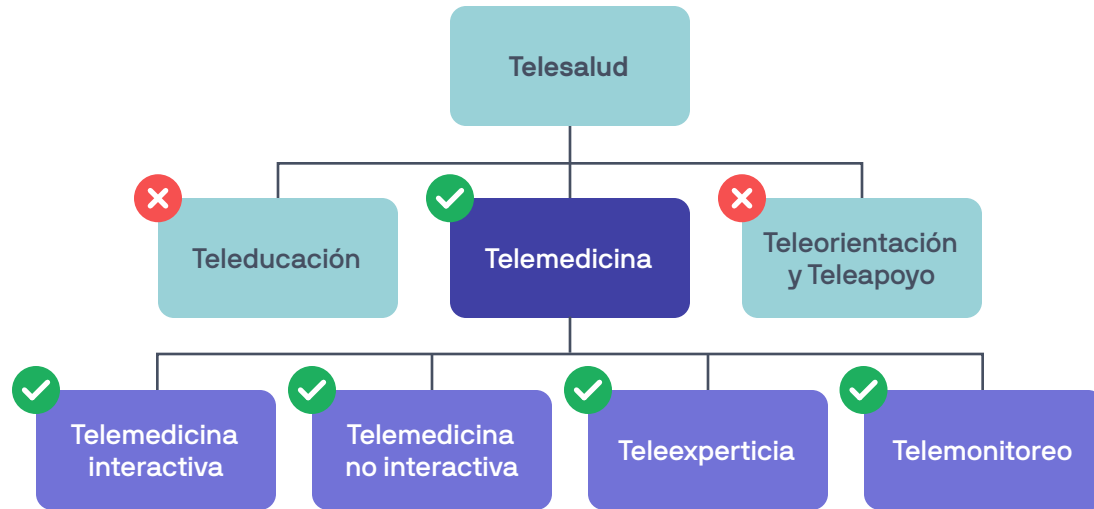 Telesalud
Teleducación
Telemedicina
Teleorientación
y Teleapoyo
Telemedicina
interactiva
Telemedicina
no interactiva
Teleexperticia
Telemonitoreo